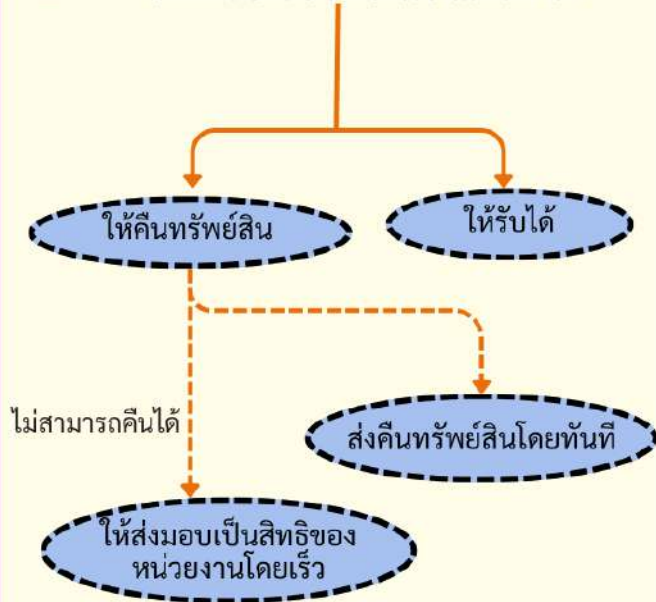 ให้คืนทรัพย์สิน
ให้รับได้
ไม่สามารถคืนได้
ส่งคืนทรัพย์สินโดยทันที
ให้ส่งมอบเป็นสิทธิของ
หน่วยงานโดยเร็ว